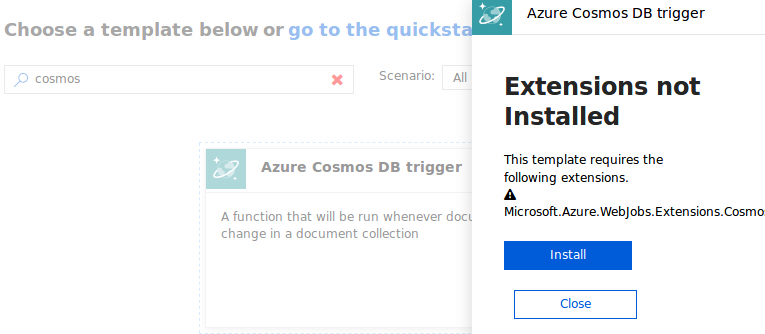 Choose a template below or go to the
cosmos
Scenario: All
Azure Cosmos DB trigger
A function that will be run whenever
change in a document collection
Azure Cosmos DB trigger
Extensions not
Installed
This template requires the
following extensions.
Microsoft.Azure.WebJobs.Extensions.Cosmo
Install
Close